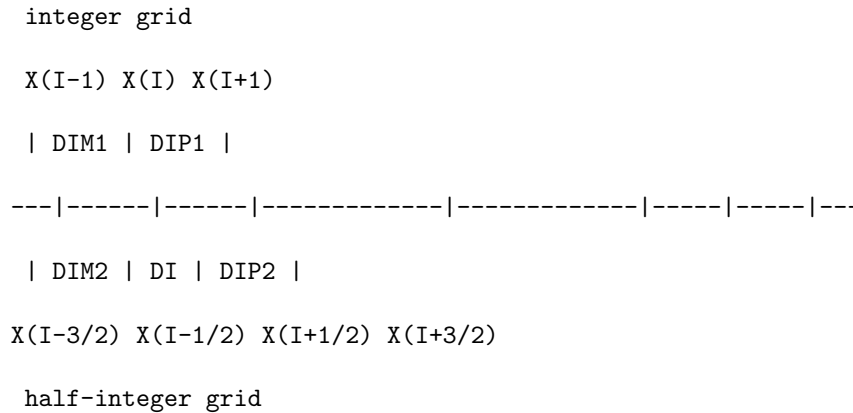 integer grid
X(I-1) X(I) X(I+1)
| DIM1 | DIP1 |
---|------|------|-------------|-------------|-----|-----|---
| DIM2 | DI | DIP2 |
X(I-3/2) X(I-1/2) X(I+1/2) X(I+3/2)
half-integer grid